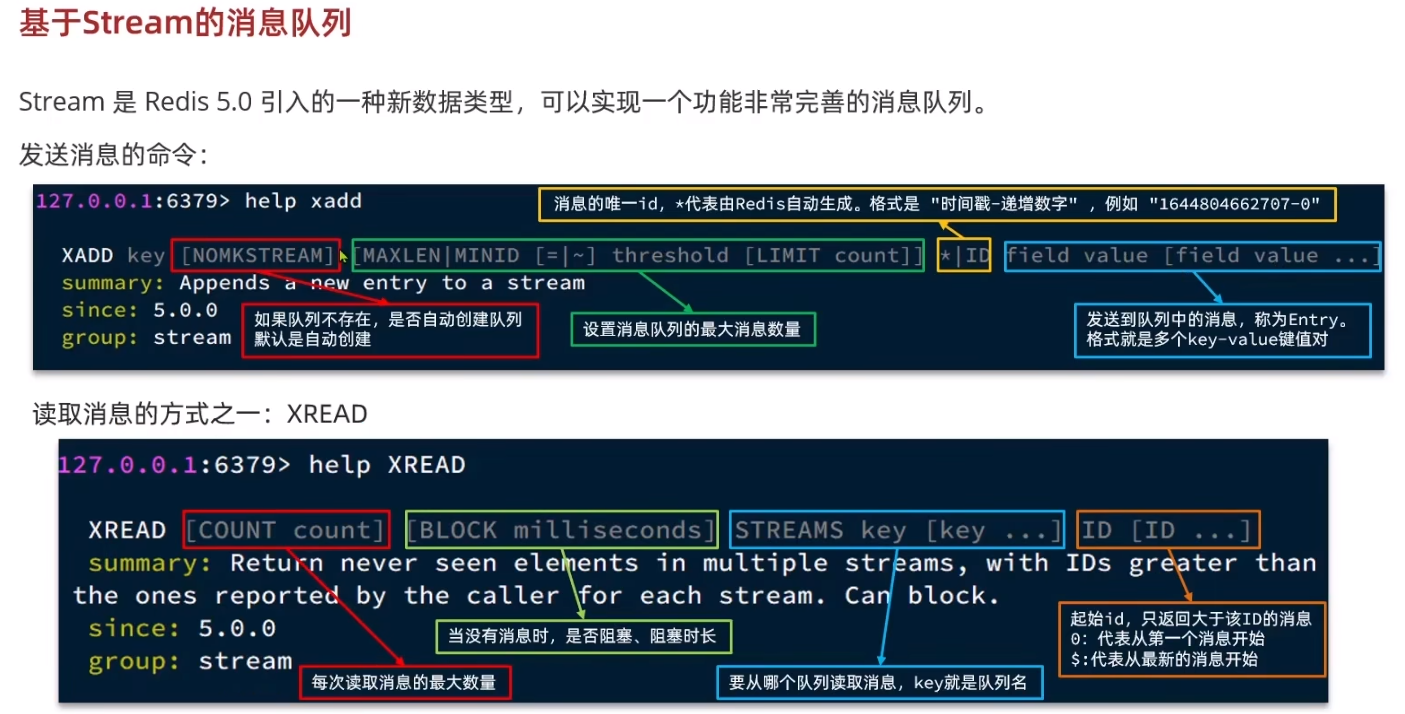 基于Stream的消息队列
Stream 是 Redis 5.0 引入的一种新数据类型，可以实现一个功能非常完善的消息队列。
发送消息的命令：
127.0.0.1:6379> help xadd
消息的唯一id，*代表由Redis自动生成。格式是 "时间戳-递增数字" ，例如 "1644804662707-0"
XADD key [NOMKSTREAM] [MAXLEN|MINID [=|~] threshold [LIMIT count]] *|ID field value [field value ...]
summary: Appends a new entry to a stream
since: 5.0.0
group: stream
如果队列不存在，是否自动创建队列
默认是自动创建
设置消息队列的最大消息数量
发送到队列中的消息，称为Entry。
格式就是多个key-value键值对
读取消息的方式之一：XREAD
127.0.0.1:6379> help XREAD
XREAD [COUNT count] [BLOCK milliseconds] STREAMS key [key ...] ID [ID ...]
summary: Return never seen elements in multiple streams, with IDs greater than
the ones reported by the caller for each stream. Can block.
since: 5.0.0
group: stream
当没有消息时，是否阻塞、阻塞时长
起始id，只返回大于该ID的消息
0：代表从第一个消息开始
$:代表从最新的消息开始
每次读取消息的最大数量
要从哪个队列读取消息，key就是队列名